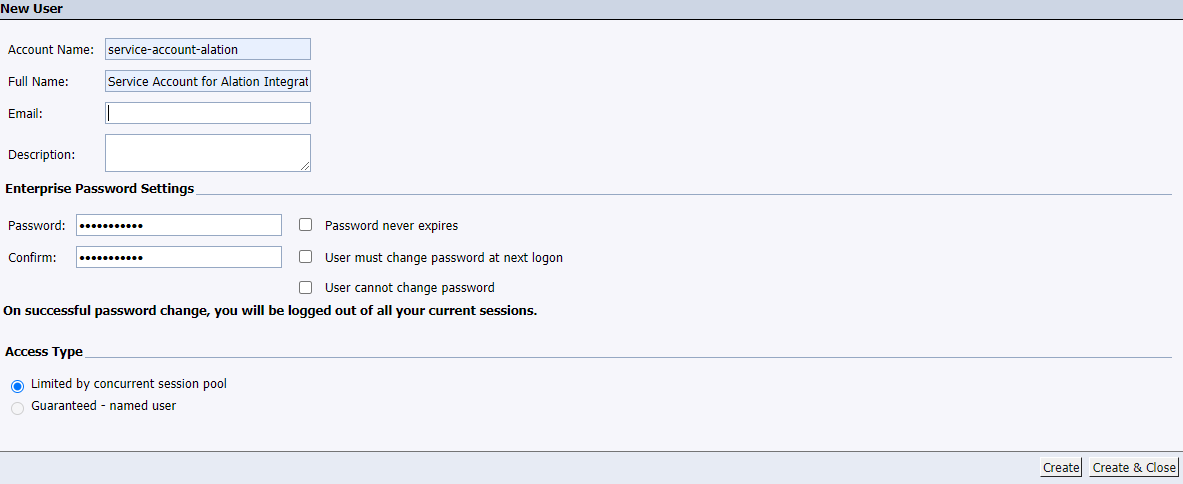 New User
Account Name: service-account-alation
Full Name: Service Account for Alation Integrat
Email:
Description:
Enterprise Password Settings
Password: ••••••••••• Password never expires
Confirm: ••••••••••• User must change password at next logon
User cannot change password
On successful password change, you will be logged out of all your current sessions.
Access Type
Limited by concurrent session pool
Guaranteed - named user
Create Create & Close